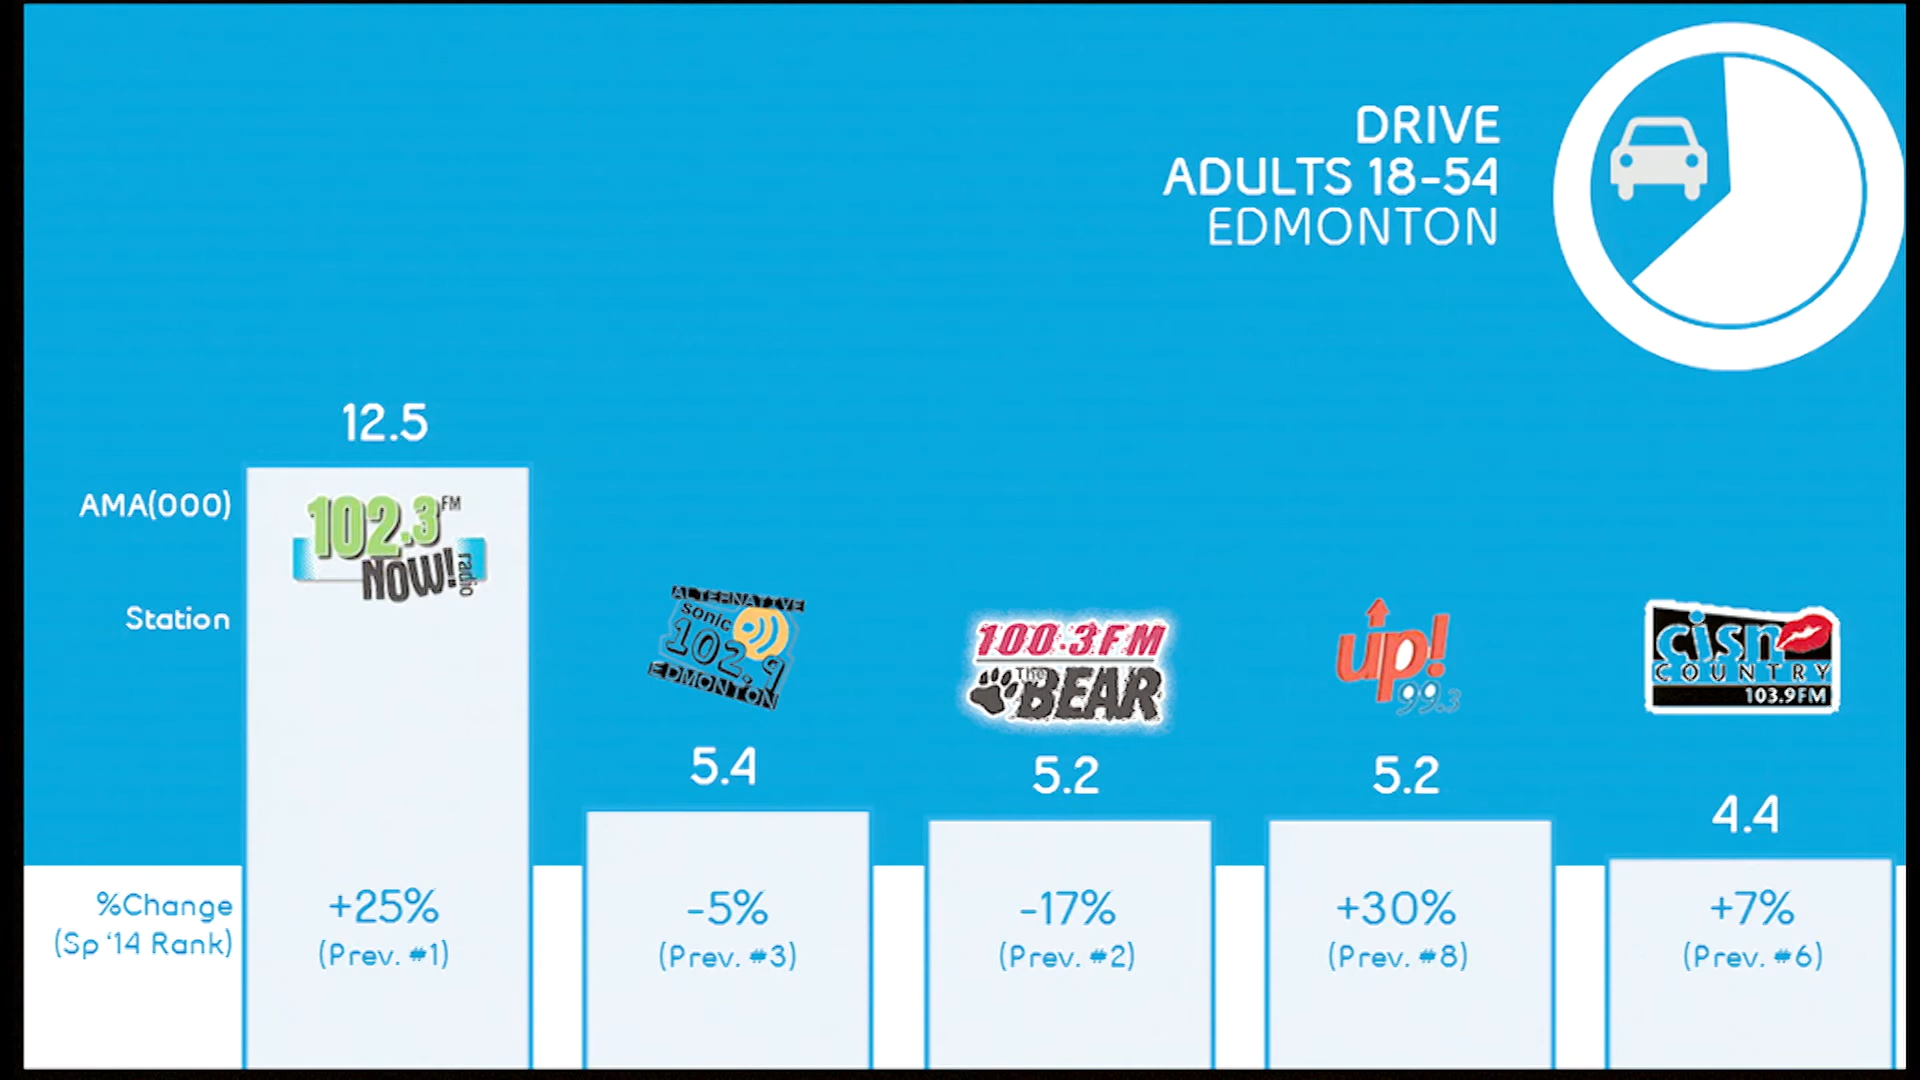 DRIVE
ADULTS 18-54
EDMONTON
12.5
AMA(000)
102.3 FM
NOW! radio
Station
ALTERNATIVE
sonic
102.9
EDMONTON
100.3FM
The BEAR
up!
99.3
cisn
COUNTRY
103.9FM
5.4
5.2
5.2
4.4
%Change
(Sp '14 Rank)
+25%
(Prev. #1)
-5%
(Prev. #3)
-17%
(Prev. #2)
+30%
(Prev. #8)
+7%
(Prev. #6)